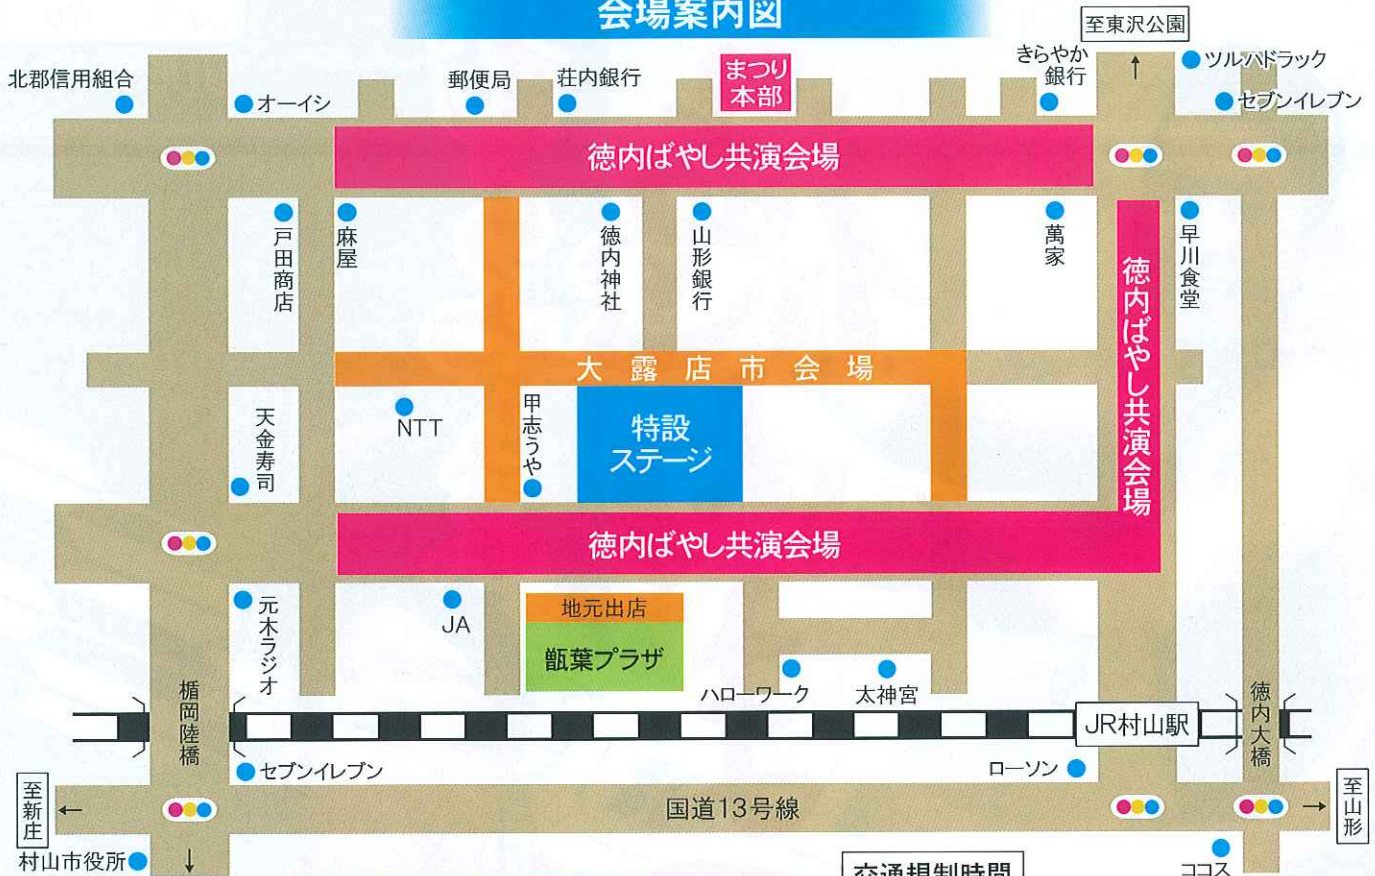 会場案内図
至東沢公園
北郡信用組合
オーイシ
郵便局
荘内銀行
まつり
本部
きらやか
銀行
ツルハドラック
セブンイレブン
徳内ばやし共演会場
戸田商店
麻屋
徳内神社
山形銀行
萬家
早川食堂
徳内ばやし共演会場
大露店市会場
天金寿司
NTT
甲志うや
特設
ステージ
徳内ばやし共演会場
元木ラジオ
JA
地元出店
甑葉プラザ
ハローワーク
太神宮
楯岡陸橋
JR村山駅
徳内大橋
セブンイレブン
ローソン
至新庄
←
国道13号線
→
至山形
村山市役所
交通規制時間
ココス